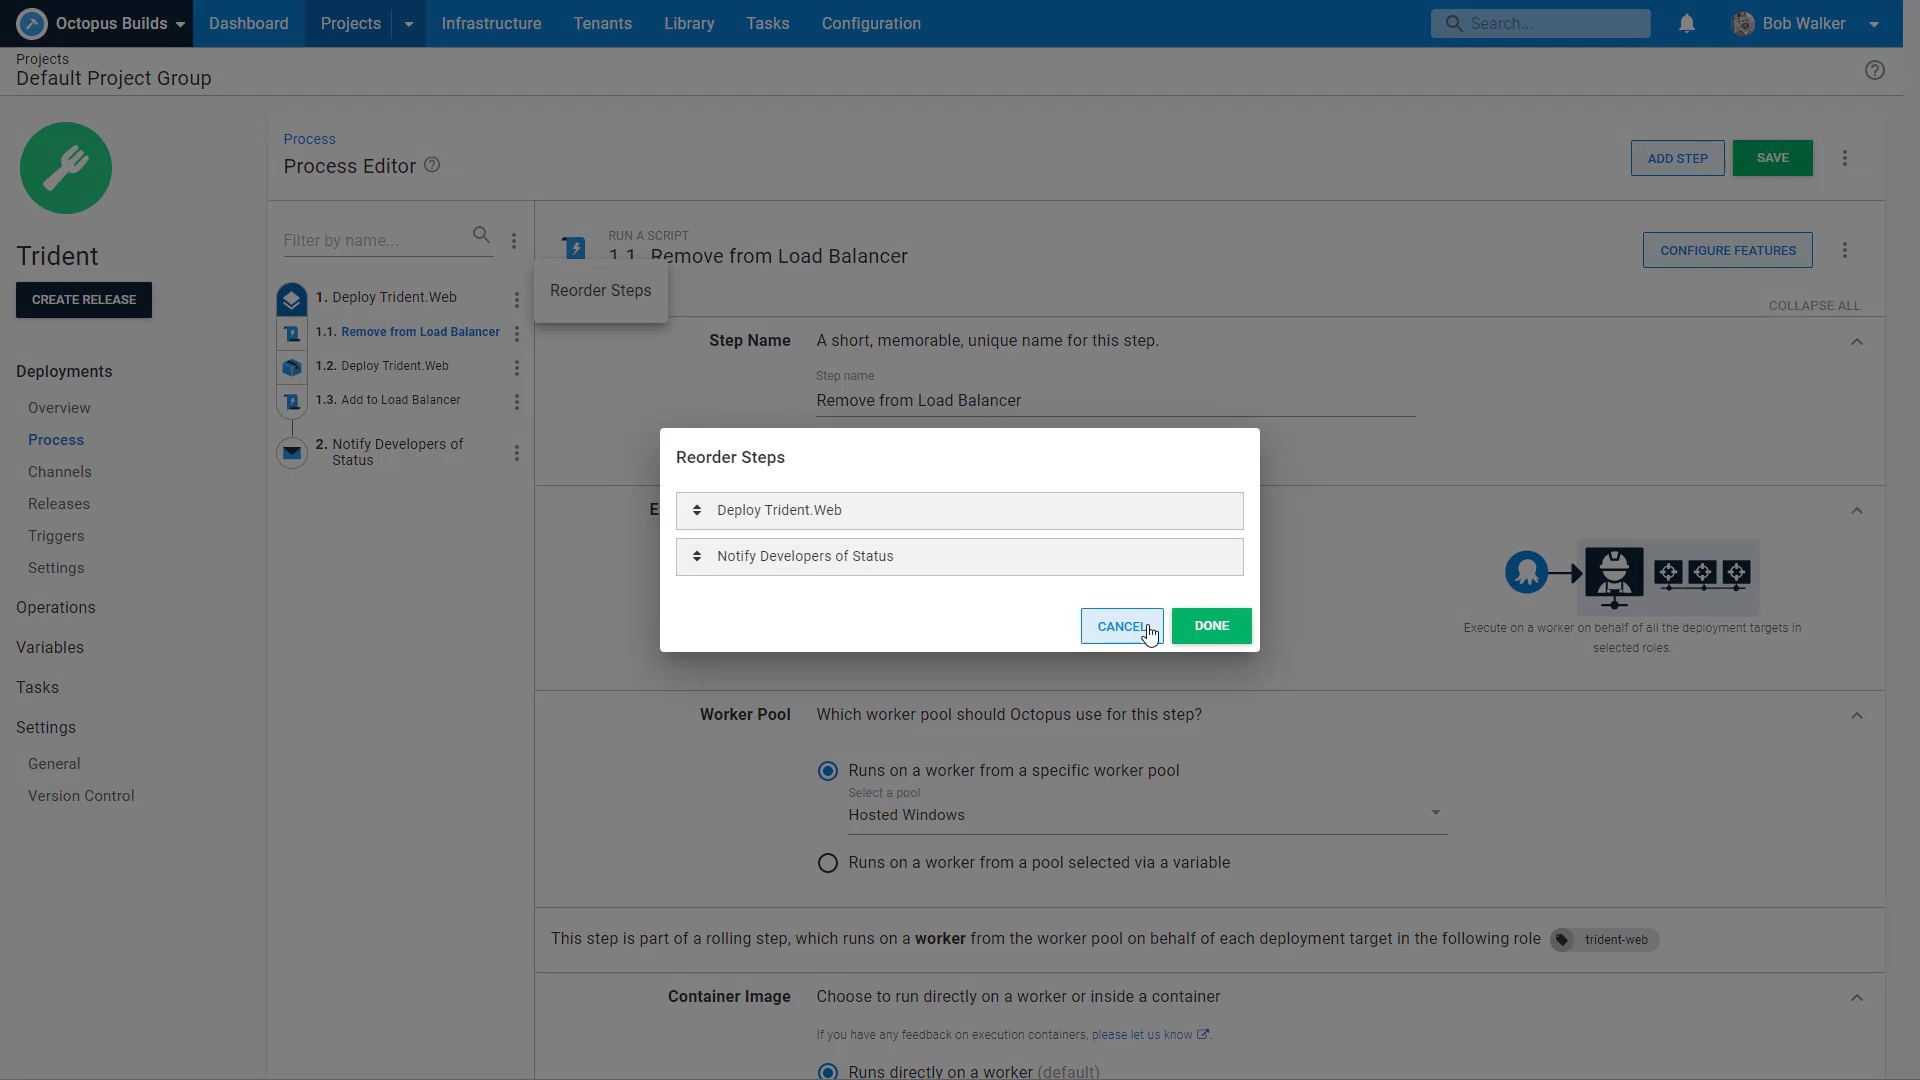 Octopus Builds
Dashboard
Projects
Infrastructure
Tenants
Library
Tasks
Configuration
Search...
Bob Walker
Projects
Default Project Group
Trident
CREATE RELEASE
Deployments
Overview
Process
Channels
Releases
Triggers
Settings
Operations
Variables
Tasks
Settings
General
Version Control
Process
Process Editor
ADD STEP
SAVE
Filter by name...
1. Deploy Trident.Web
1.1. Remove from Load Balancer
1.2. Deploy Trident.Web
1.3. Add to Load Balancer
2. Notify Developers of
Status
Reorder Steps
RUN A SCRIPT
1.1. Remove from Load Balancer
CONFIGURE FEATURES
COLLAPSE ALL
Step Name
A short, memorable, unique name for this step.
Step name
Remove from Load Balancer
Reorder Steps
Deploy Trident.Web
Notify Developers of Status
CANCEL
DONE
Execute on a worker on behalf of all the deployment targets in
selected roles.
Worker Pool
Which worker pool should Octopus use for this step?
Runs on a worker from a specific worker pool
Select a pool
Hosted Windows
Runs on a worker from a pool selected via a variable
This step is part of a rolling step, which runs on a worker from the worker pool on behalf of each deployment target in the following role trident-web
Container Image
Choose to run directly on a worker or inside a container
If you have any feedback on execution containers, please let us know.
Runs directly on a worker (default)